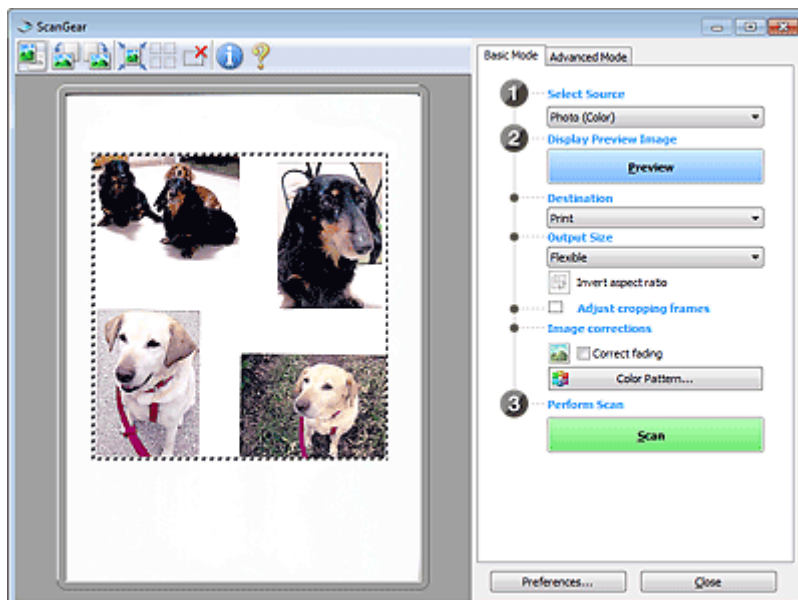 ScanGear
Basic Mode
Advanced Mode
1
Select Source
Photo (Color)
2
Display Preview Image
Preview
Destination
Print
Output Size
Flexible
Invert aspect ratio
Adjust cropping frames
Image corrections
Correct fading
Color Pattern...
3
Perform Scan
Scan
Preferences...
Close